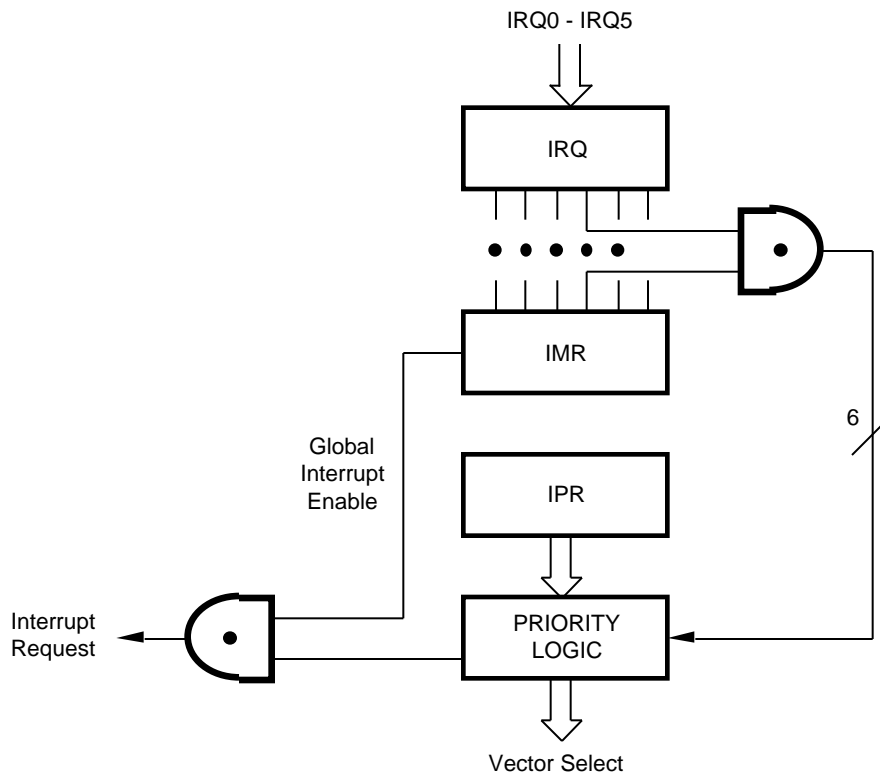 IRQ0 - IRQ5
IRQ
IMR
6
Global
Interrupt
Enable
IPR
Interrupt
Request
PRIORITY
LOGIC
Vector Select